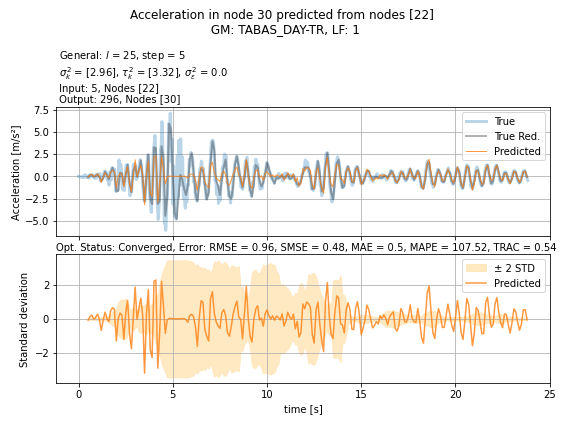 Acceleration in node 30 predicted from nodes [22]
GM: TABAS_DAY-TR, LF: 1
General: l = 25, step = 5
σ²ₖ = [2.96], τ²ₖ = [3.32], σ²ε = 0.0
Input: 5, Nodes [22]
Output: 296, Nodes [30]
7.5
5.0
2.5
0.0
−2.5
−5.0
Acceleration [m/s²]
True
True Red.
Predicted
Opt. Status: Converged, Error: RMSE = 0.96, SMSE = 0.48, MAE = 0.5, MAPE = 107.52, TRAC = 0.54
2
0
−2
Standard deviation
± 2 STD
Predicted
0 5 10 15 20 25
time [s]